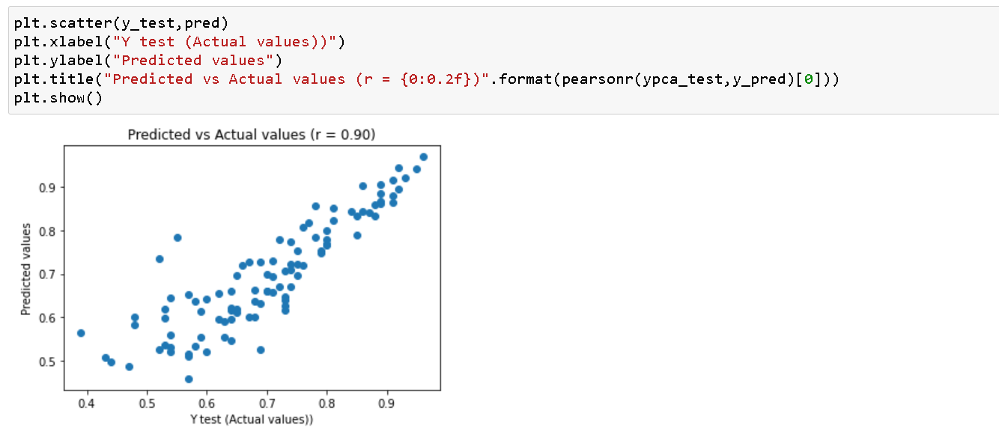 plt.scatter(y_test,pred)
plt.xlabel("Y test (Actual values))")
plt.ylabel("Predicted values")
plt.title("Predicted vs Actual values (r = {0:0.2f})".format(pearsonr(ypca_test,y_pred)[0]))
plt.show()
Predicted vs Actual values (r = 0.90)
Predicted values
0.9
0.8
0.7
0.6
0.5
0.4 0.5 0.6 0.7 0.8 0.9
Y test (Actual values))